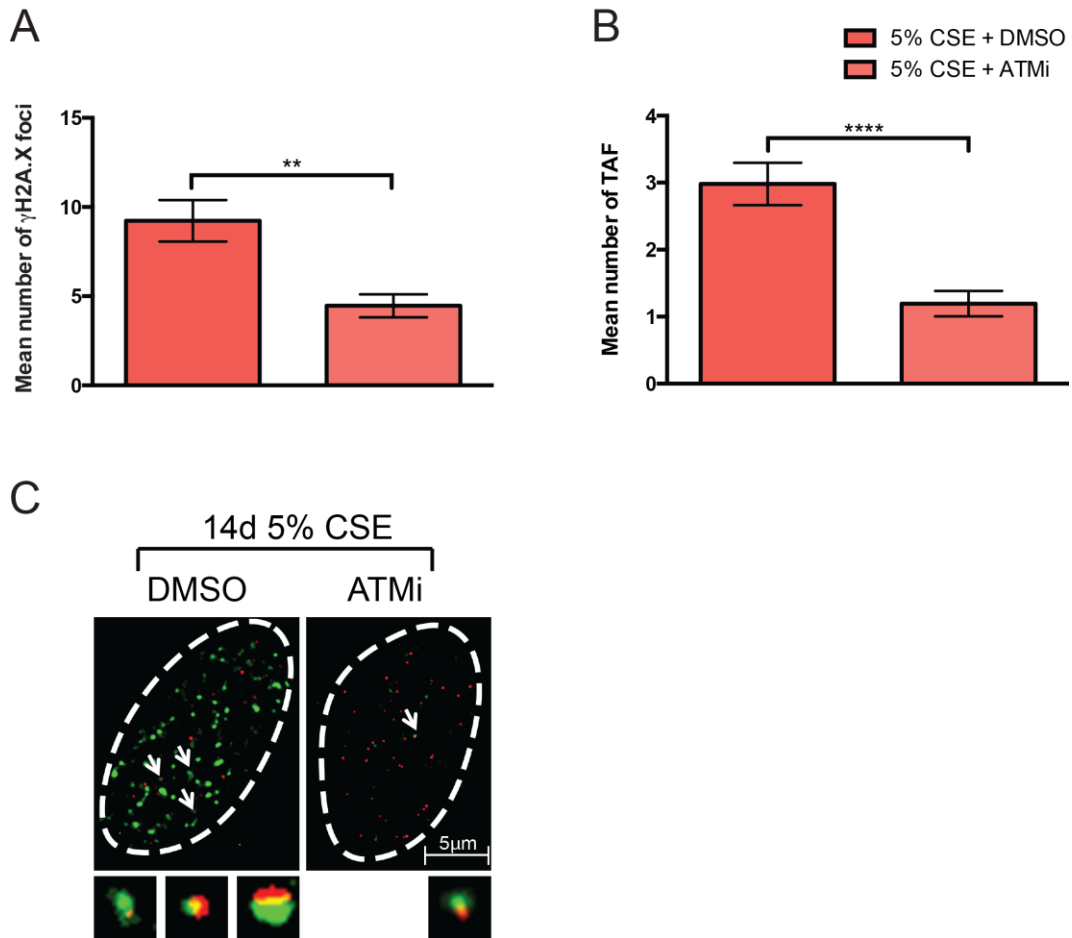 A
Mean number of γH2A.X foci
15
10
5
0
**
B
5% CSE + DMSO
5% CSE + ATMi
Mean number of TAF
4
3
2
1
0
****
C
14d 5% CSE
DMSO
ATMi
5μm